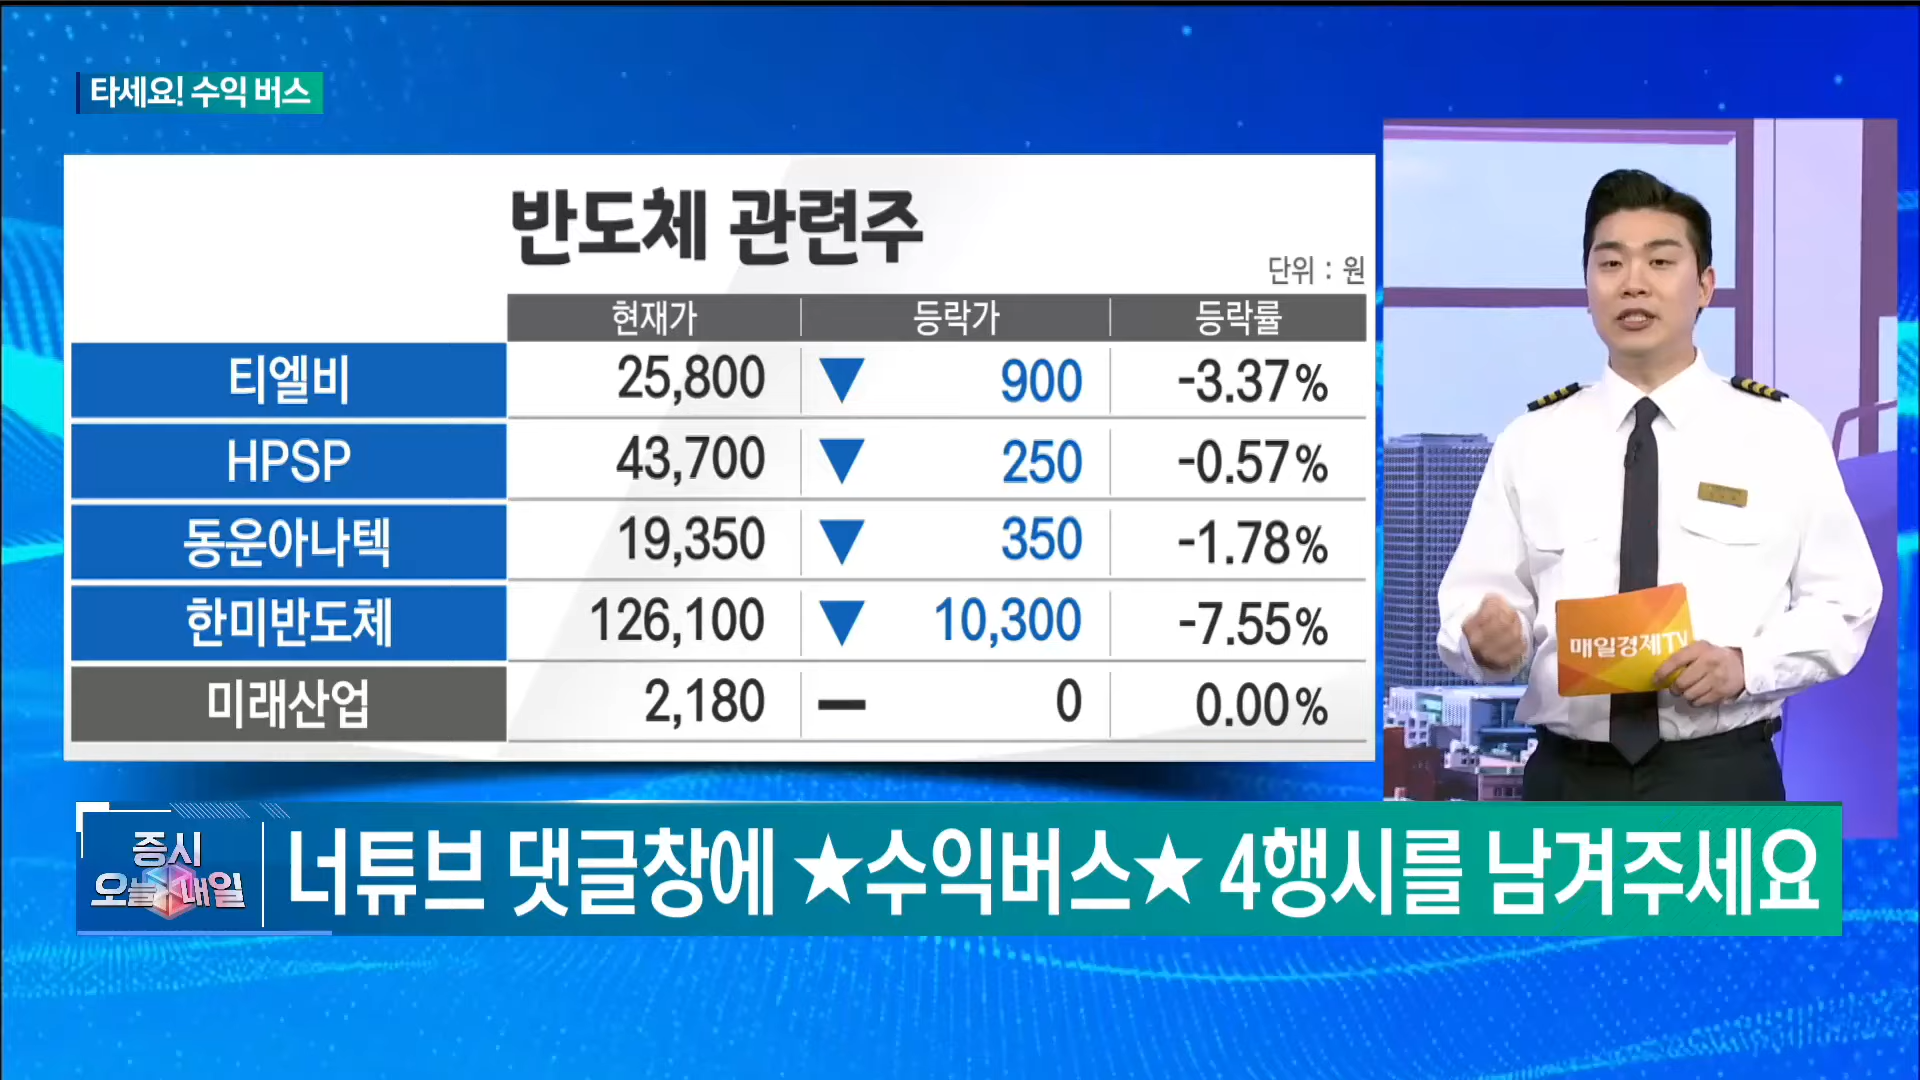 타세요! 수익 버스
반도체 관련주
단위 : 원
현재가 등락가 등락률
티엘비 25,800 ▼ 900 -3.37%
HPSP 43,700 ▼ 250 -0.57%
동운아나텍 19,350 ▼ 350 -1.78%
한미반도체 126,100 ▼ 10,300 -7.55%
미래산업 2,180 – 0 0.00%
매일경제TV
증시
오늘 매일
너튜브 댓글창에 ★수익버스★ 4행시를 남겨주세요